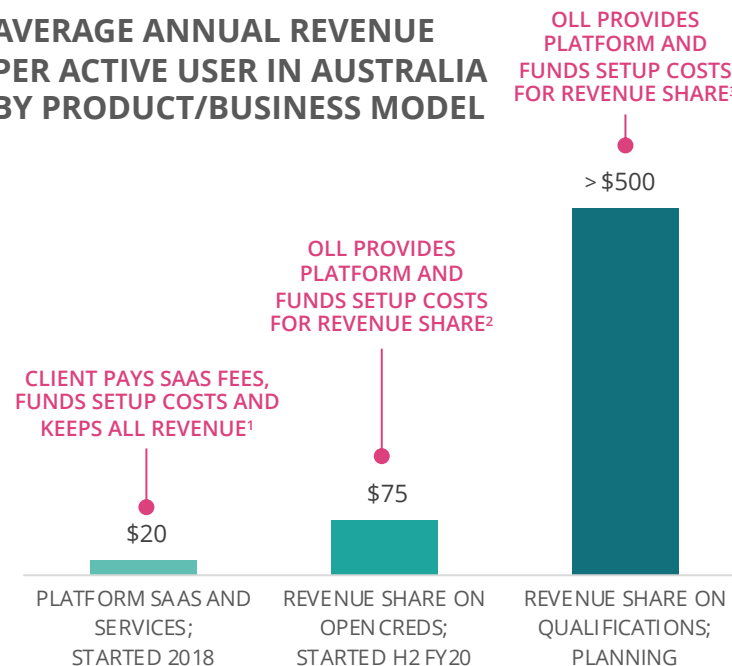 AVERAGE ANNUAL REVENUE
PER ACTIVE USER IN AUSTRALIA
BY PRODUCT/BUSINESS MODEL
OLL PROVIDES
PLATFORM AND
FUNDS SETUP COSTS
FOR REVENUE SHARE³
> $500
OLL PROVIDES
PLATFORM AND
FUNDS SETUP COSTS
FOR REVENUE SHARE²
$75
CLIENT PAYS SAAS FEES,
FUNDS SETUP COSTS AND
KEEPS ALL REVENUE¹
$20
PLATFORM SAAS AND
SERVICES;
STARTED 2018
REVENUE SHARE ON
OPENCREDS;
STARTED H2 FY20
REVENUE SHARE ON
QUALIFICATIONS;
PLANNING